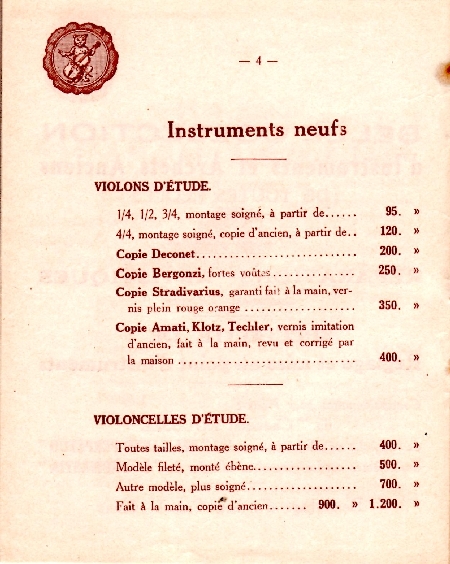 — 4 —
Instruments neufs
VIOLONS D'ÉTUDE.
1/4, 1/2, 3/4, montage soigné, à partir de...... 95. »
4/4, montage soigné, copie d'ancien, à partir de.. 120. »
Copie Deconet............................ 200. »
Copie Bergonzi, fortes voûtes............... 250. »
Copie Stradivarius, garanti fait à la main, ver-
nis plein rouge orange .................... 350. »
Copie Amati, Klotz, Techler, vernis imitation
d'ancien, fait à la main, revu et corrigé par
la maison ................................ 400. »
VIOLONCELLES D'ÉTUDE.
Toutes tailles, montage soigné, à partir de...... 400. »
Modèle fileté, monté ébène.................. 500. »
Autre modèle, plus soigné.................... 700. »
Fait à la main, copie d'ancien....... 900. » 1.200. »